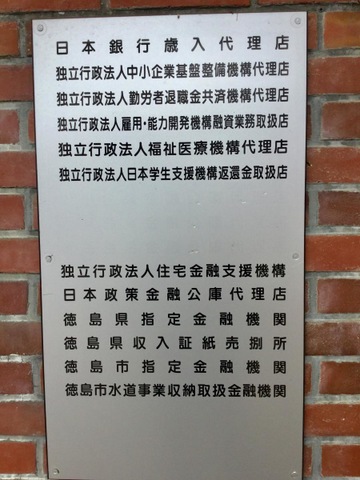 日本銀行歳入代理店
独立行政法人中小企業基盤整備機構代理店
独立行政法人勤労者退職金共済機構代理店
独立行政法人雇用・能力開発機構融資業務取扱店
独立行政法人福祉医療機構代理店
独立行政法人日本学生支援機構返還金取扱店
独立行政法人住宅金融支援機構
日本政策金融公庫代理店
徳島県指定金融機関
徳島県収入証紙売捌所
徳島市指定金融機関
徳島市水道事業収納取扱金融機関